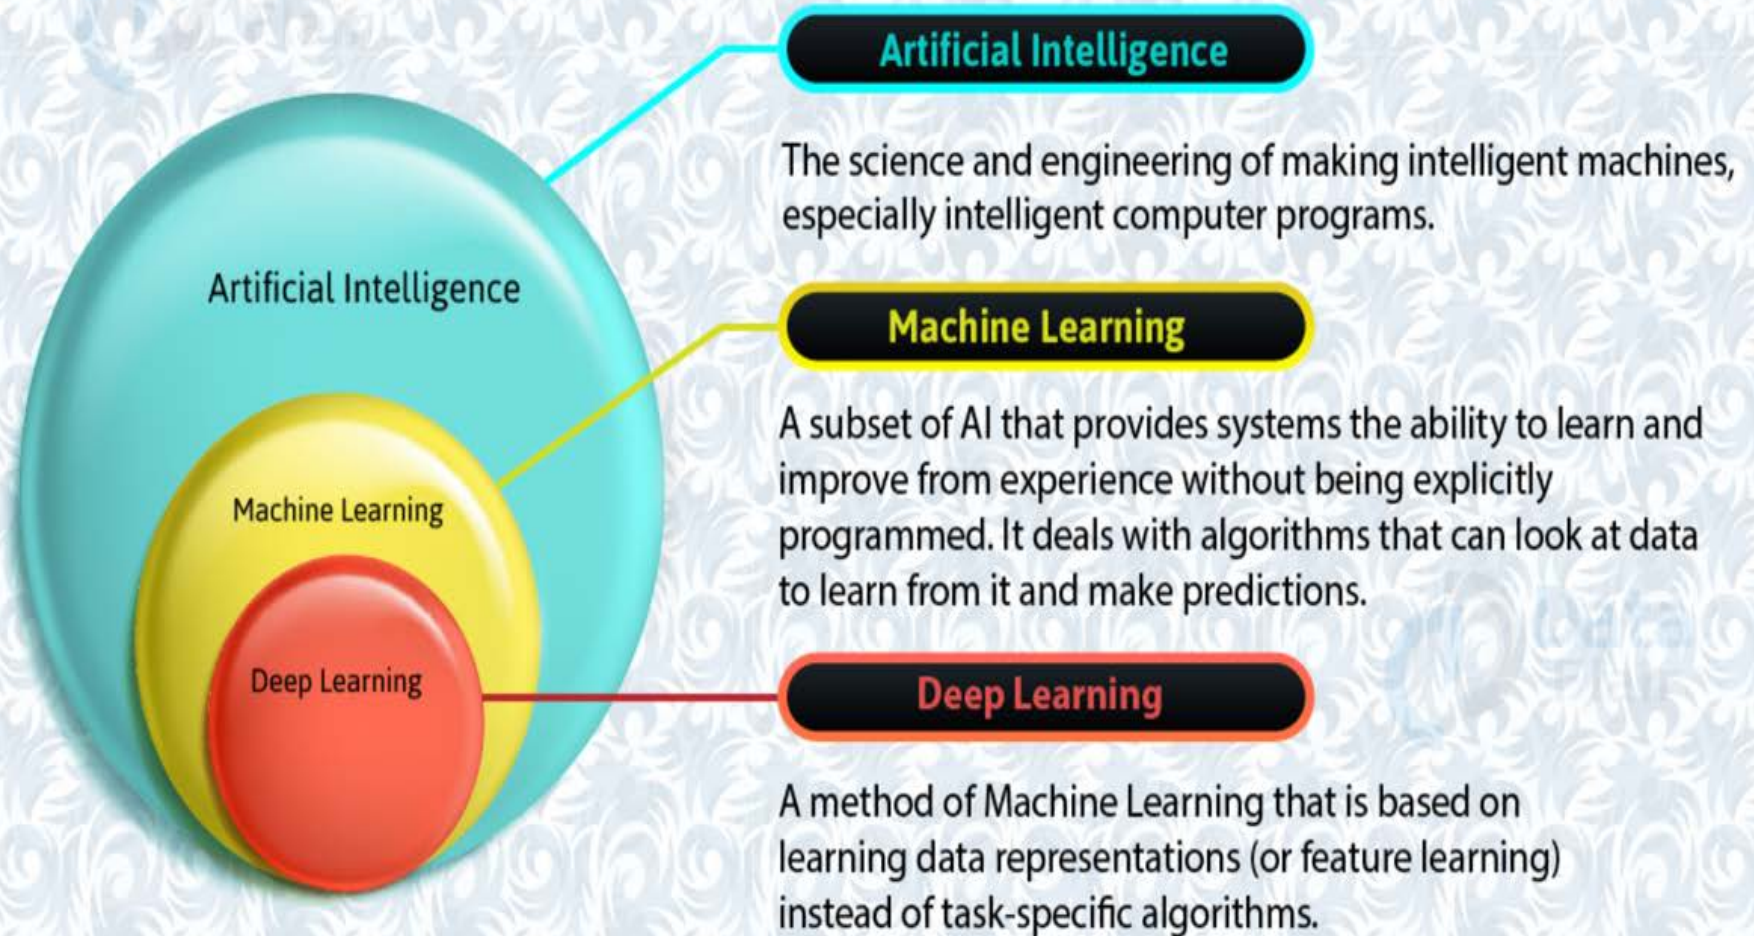 Artificial Intelligence
The science and engineering of making intelligent machines,
especially intelligent computer programs.
Artificial Intelligence
Machine Learning
A subset of AI that provides systems the ability to learn and
improve from experience without being explicitly
programmed. It deals with algorithms that can look at data
to learn from it and make predictions.
Machine Learning
Deep Learning
Deep Learning
A method of Machine Learning that is based on
learning data representations (or feature learning)
instead of task-specific algorithms.
Data